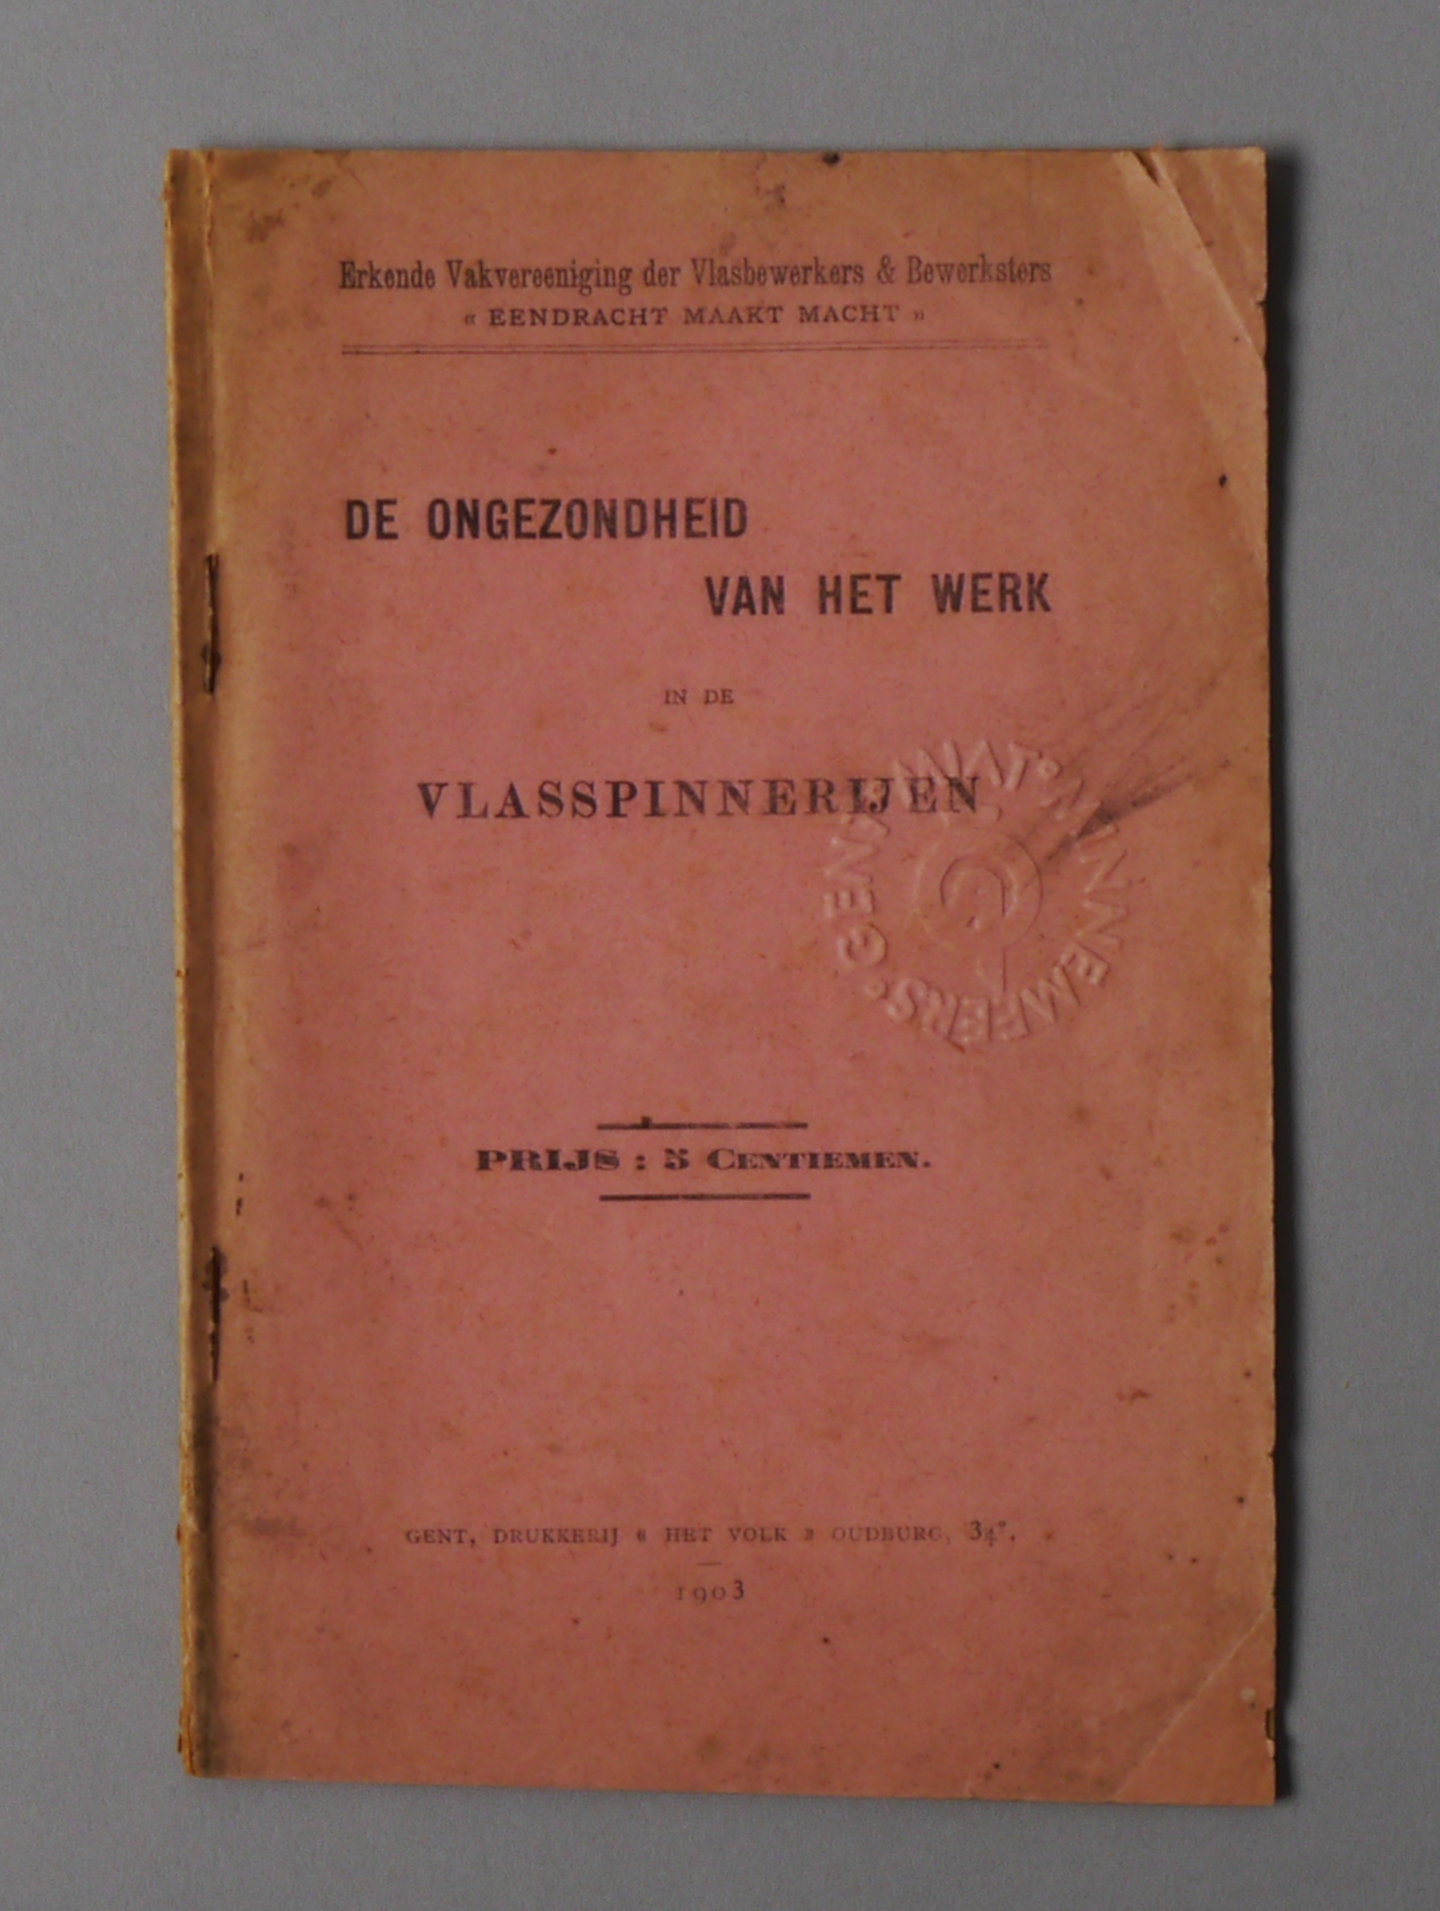 Erkende Vakvereeniging der Vlasbewerkers & Bewerksters
« EENDRACHT MAAKT MACHT »
DE ONGEZONDHEID
VAN HET WERK
IN DE
VLASSPINNERIJEN
PRIJS : 5 CENTIEMEN.
GENT, DRUKKERIJ « HET VOLK » OUDBURG, 34
1903